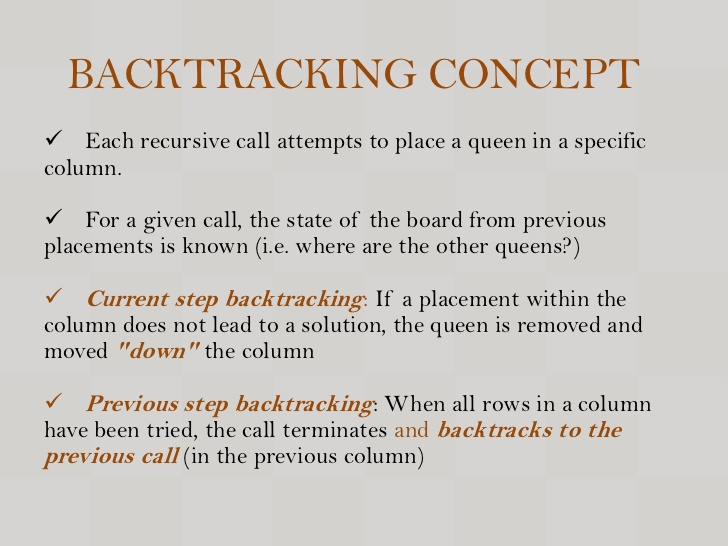 BACKTRACKING CONCEPT
✓ Each recursive call attempts to place a queen in a specific
column.
✓ For a given call, the state of the board from previous
placements is known (i.e. where are the other queens?)
✓ Current step backtracking: If a placement within the
column does not lead to a solution, the queen is removed and
moved "down" the column
✓ Previous step backtracking: When all rows in a column
have been tried, the call terminates and backtracks to the
previous call (in the previous column)